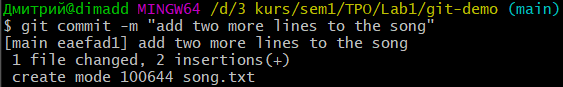 Дмитрий@dimadd MINGW64 /d/3 kurs/sem1/TPO/Lab1/git-demo (main)
$ git commit -m "add two more lines to the song"
[main eaefad1] add two more lines to the song
 1 file changed, 2 insertions(+)
 create mode 100644 song.txt